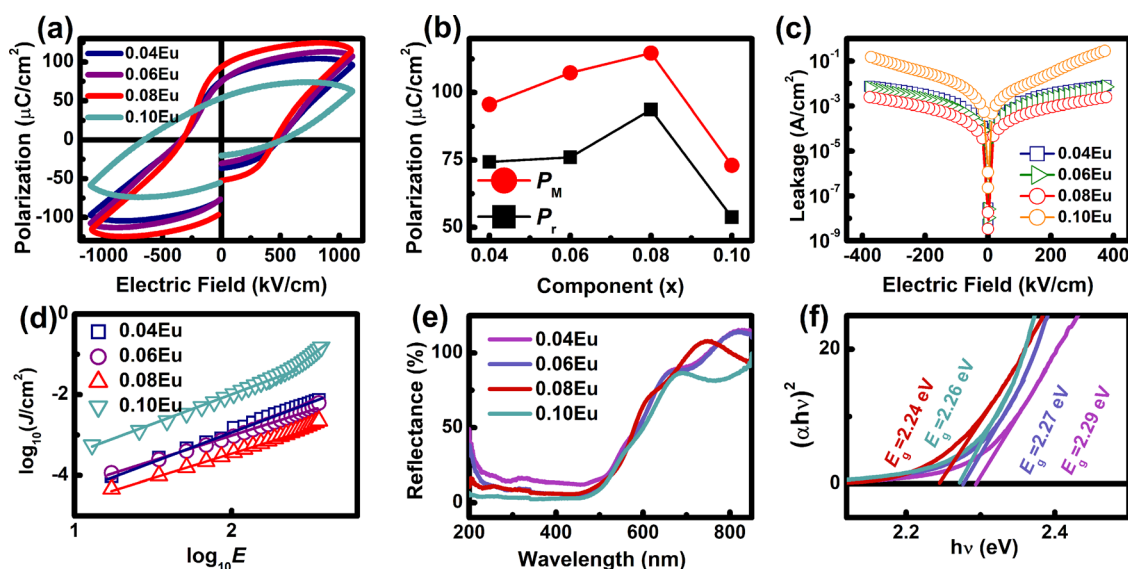 (a)
0.04Eu
0.06Eu
0.08Eu
0.10Eu
100
50
0
-50
-100
-1000 -500 0 500 1000
Polarization (μC/cm²)
Electric Field (kV/cm)
(b)
100
75
50
0.04 0.06 0.08 0.10
P_M
P_r
Polarization (μC/cm²)
Component (x)
(c)
10⁻¹
10⁻³
10⁻⁵
10⁻⁷
10⁻⁹
-400 -200 0 200 400
0.04Eu
0.06Eu
0.08Eu
0.10Eu
Leakage (A/cm²)
Electric Field (kV/cm)
(d)
0
-2
-4
1 2
0.04Eu
0.06Eu
0.08Eu
0.10Eu
log₁₀(J/cm²)
log₁₀E
(e)
100
50
0
200 400 600 800
0.04Eu
0.06Eu
0.08Eu
0.10Eu
Reflectance (%)
Wavelength (nm)
(f)
20
0
2.2 2.4
E_g=2.24 eV
E_g=2.26 eV
E_g=2.27 eV
E_g=2.29 eV
(αhν)²
hν (eV)